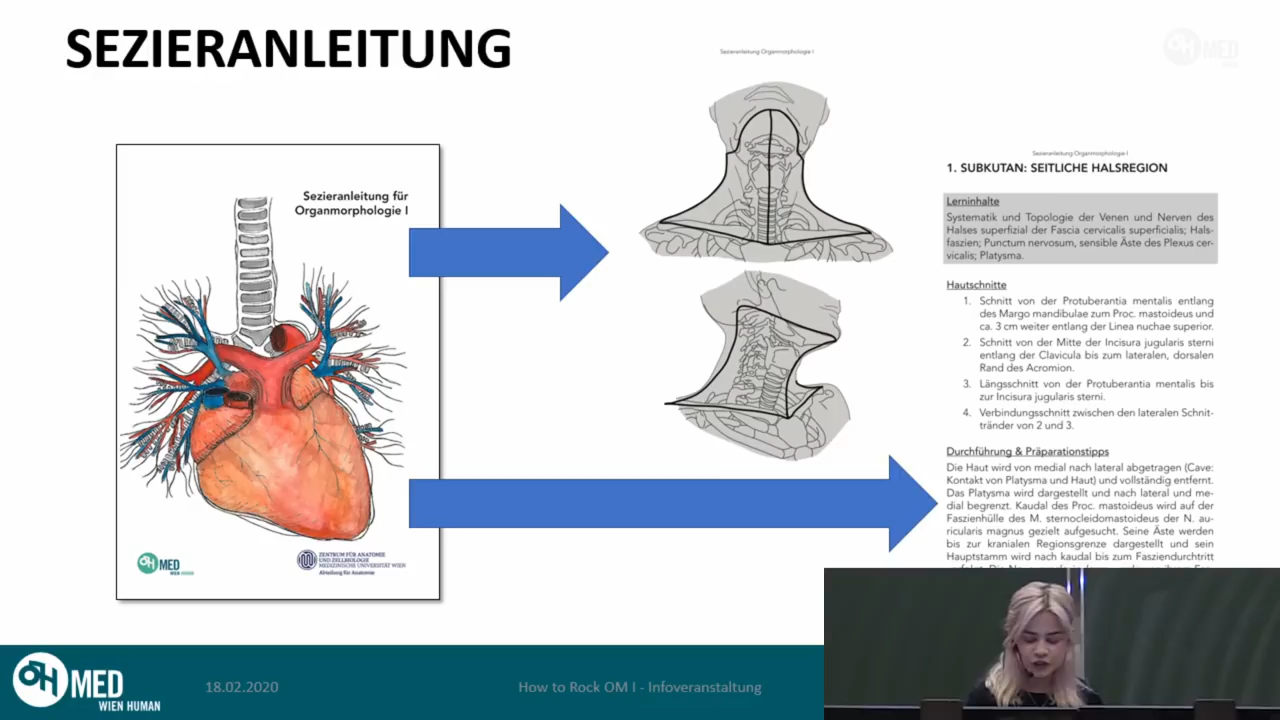 SEZIERANLEITUNG
ÖH MED
Sezieranleitung für
Organmorphologie I
ÖH MED
WIEN HUMAN
ZENTRUM FÜR ANATOMIE
UND ZELLBIOLOGIE
MEDIZINISCHE UNIVERSITÄT WIEN
Abteilung für Anatomie
Sezieranleitung Organmorphologie I
Sezieranleitung Organmorphologie I
1. SUBKUTAN: SEITLICHE HALSREGION
Lerninhalte
Systematik und Topologie der Venen und Nerven des
Halses superfizial der Fascia cervicalis superficialis; Hals-
faszien; Punctum nervosum, sensible Äste des Plexus cer-
vicalis; Platysma.
Hautschnitte
1. Schnitt von der Protuberantia mentalis entlang
des Margo mandibulae zum Proc. mastoideus und
ca. 3 cm weiter entlang der Linea nuchae superior.
2. Schnitt von der Mitte der Incisura jugularis sterni
entlang der Clavicula bis zum lateralen, dorsalen
Rand des Acromion.
3. Längsschnitt von der Protuberantia mentalis bis
zur Incisura jugularis sterni.
4. Verbindungsschnitt zwischen den lateralen Schnit-
tränder von 2 und 3.
Durchführung & Präparationstipps
Die Haut wird von medial nach lateral abgetragen (Cave:
Kontakt von Platysma und Haut) und vollständig entfernt.
Das Platysma wird dargestellt und nach lateral und me-
dial begrenzt. Kaudal des Proc. mastoideus wird auf der
Faszienhülle des M. sternocleidomastoideus der N. au-
ricularis magnus gezielt aufgesucht. Seine Äste werden
bis zur kranialen Regionsgrenze dargestellt und sein
Hauptstamm wird nach kaudal bis zum Fasziendurchtritt
ÖH MED
WIEN HUMAN
18.02.2020
How to Rock OM I - Infoveranstaltung